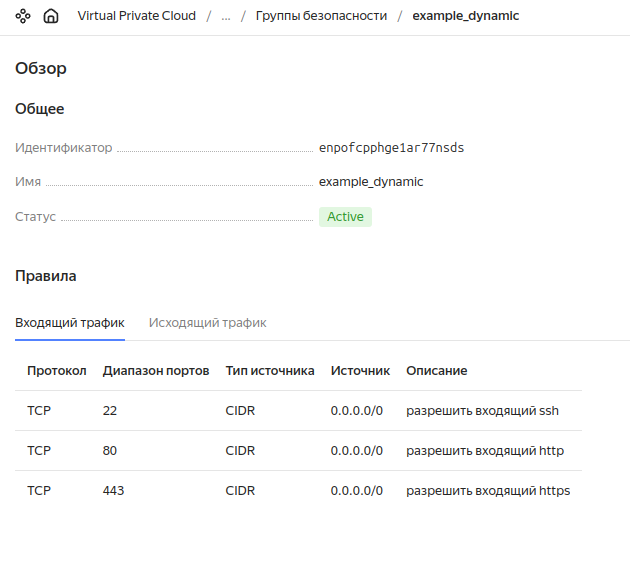 Virtual Private Cloud / ... / Группы безопасности / example_dynamic
Обзор
Общее
Идентификатор enpofcpphge1ar77nsds
Имя example_dynamic
Статус Active
Правила
Входящий трафик Исходящий трафик
Протокол Диапазон портов Тип источника Источник Описание
TCP 22 CIDR 0.0.0.0/0 разрешить входящий ssh
TCP 80 CIDR 0.0.0.0/0 разрешить входящий http
TCP 443 CIDR 0.0.0.0/0 разрешить входящий https